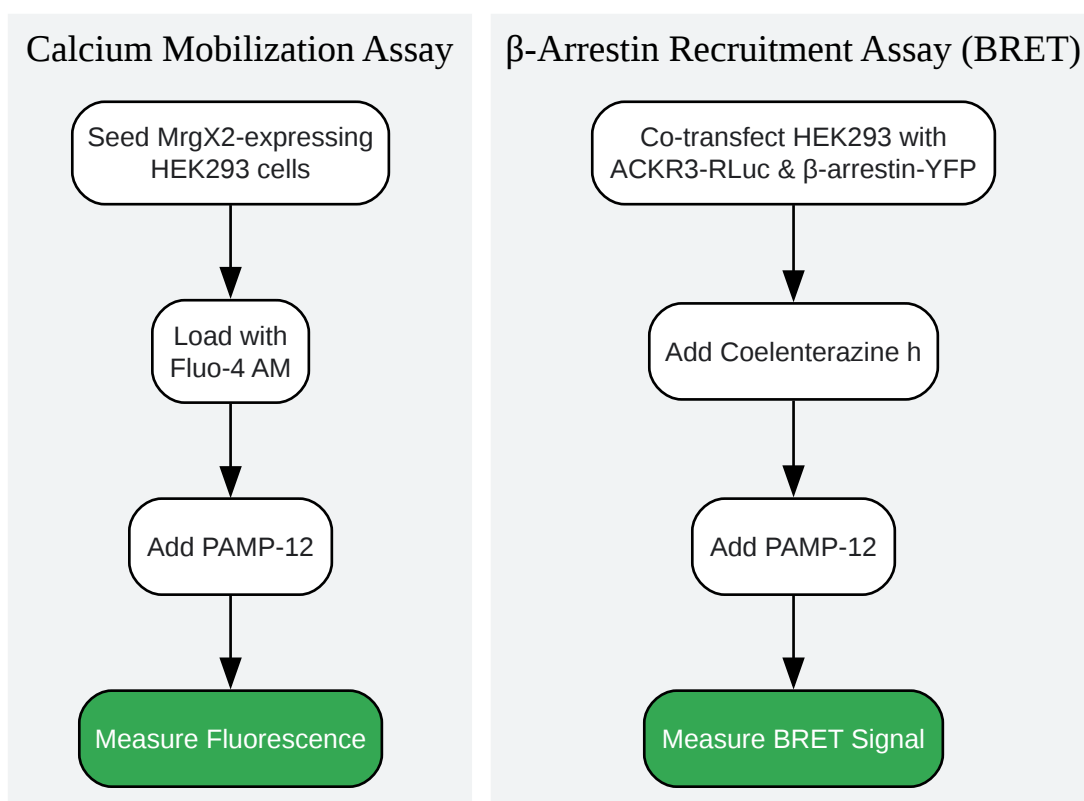 Calcium Mobilization Assay
Seed MrgX2-expressing
HEK293 cells
Load with
Fluo-4 AM
Add PAMP-12
Measure Fluorescence
β-Arrestin Recruitment Assay (BRET)
Co-transfect HEK293 with
ACKR3-RLuc & β-arrestin-YFP
Add Coelenterazine h
Add PAMP-12
Measure BRET Signal